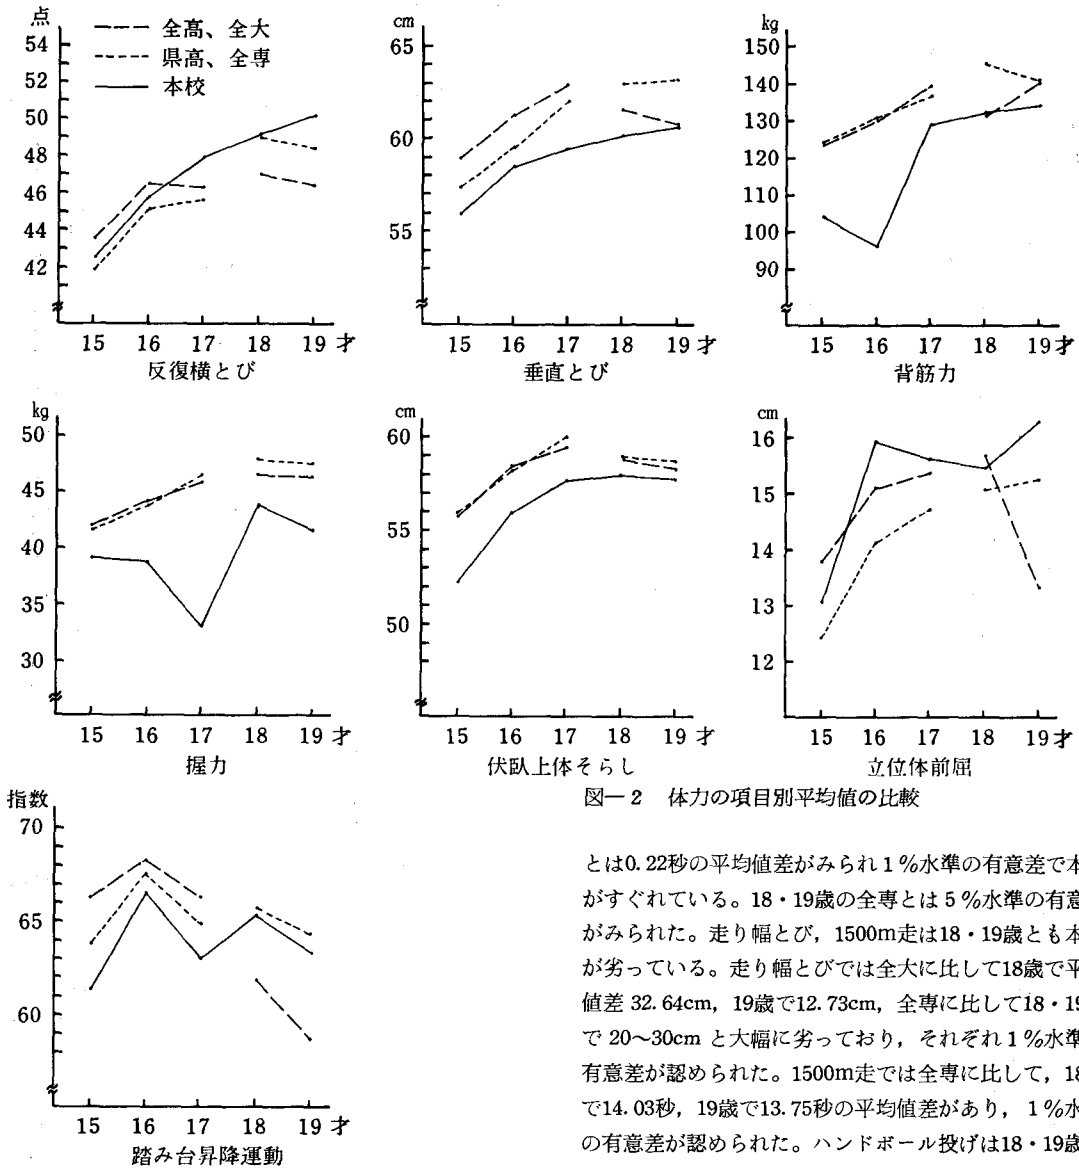 点
54
52
50
48
46
44
42
全高、全大
県高、全専
本校
15 16 17 18 19才
反復横とび
cm
65
60
55
15 16 17 18 19才
垂直とび
kg
150
140
130
120
110
100
90
15 16 17 18 19才
背筋力
kg
50
45
40
35
30
15 16 17 18 19才
握力
cm
60
55
50
15 16 17 18 19才
伏臥上体そらし
cm
16
15
14
13
12
15 16 17 18 19才
立位体前屈
図―2 体力の項目別平均値の比較
指数
70
65
60
15 16 17 18 19才
踏み台昇降運動
とは0.22秒の平均値差がみられ1%水準の有意差で本
がすぐれている。18・19歳の全専とは5%水準の有意
がみられた。走り幅とび,1500m走は18・19歳とも本
が劣っている。走り幅とびでは全大に比して18歳で平
値差32.64cm,19歳で12.73cm,全専に比して18・19
で20~30cmと大幅に劣っており,それぞれ1%水準
有意差が認められた。1500m走では全専に比して,18
で14.03秒,19歳で13.75秒の平均値差があり,1%水
の有意差が認められた。ハンドボール投げは18・19歳